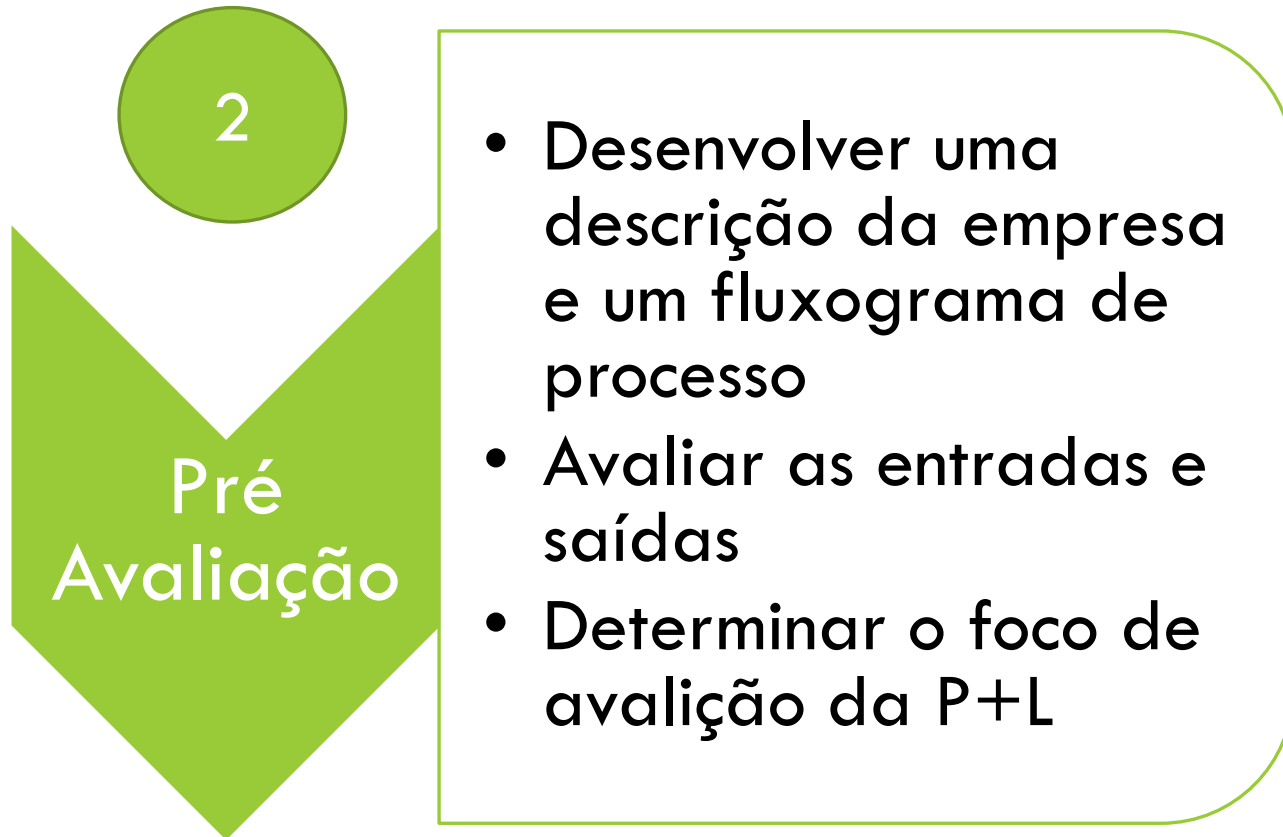 2
Pré
Avaliação
• Desenvolver uma
descrição da empresa
e um fluxograma de
processo
• Avaliar as entradas e
saídas
• Determinar o foco de
avalição da P+L